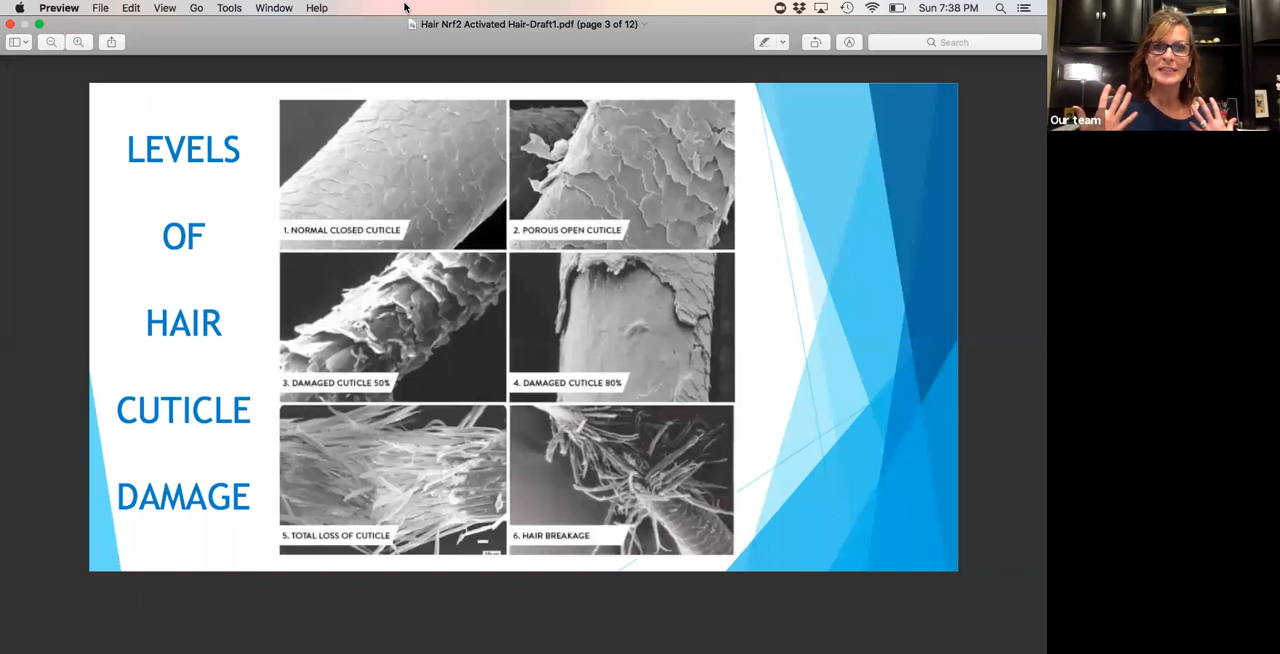 Preview File Edit View Go Tools Window Help Sun 7:38 PM
Hair Nrf2 Activated Hair-Draft1.pdf (page 3 of 12)
Search
Our team
LEVELS
OF
HAIR
CUTICLE
DAMAGE
1. NORMAL CLOSED CUTICLE
2. POROUS OPEN CUTICLE
3. DAMAGED CUTICLE 50%
4. DAMAGED CUTICLE 80%
5. TOTAL LOSS OF CUTICLE
6. HAIR BREAKAGE